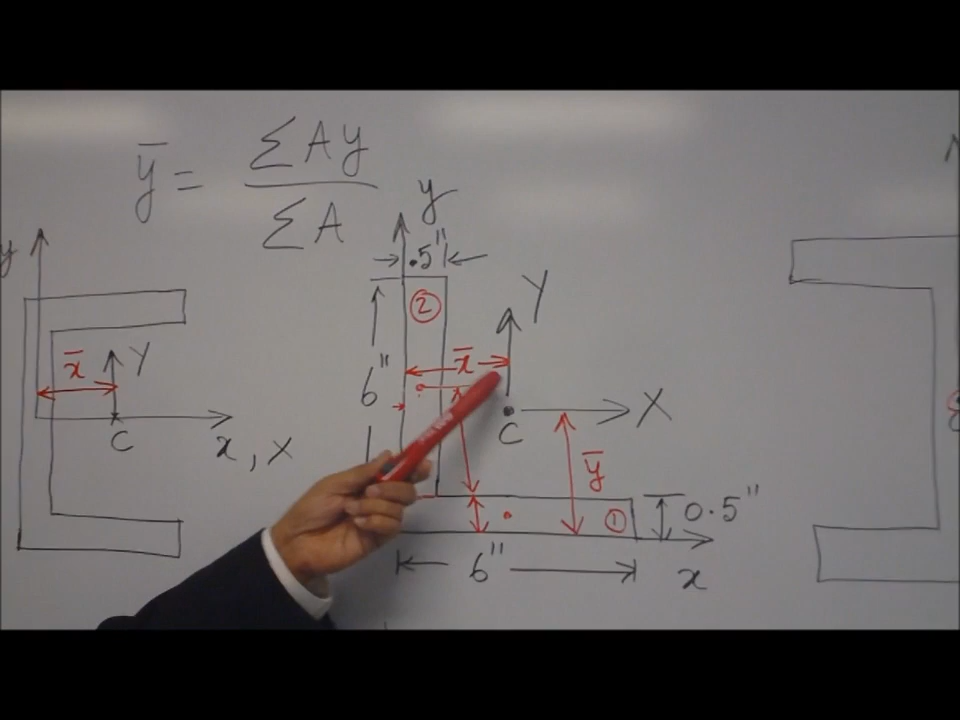 ȳ = ΣAy / ΣA
y
y
.5"
②
Y
x̄
Y
x̄
6"
X
C
C
x, X
ȳ
①
0.5"
6"
x